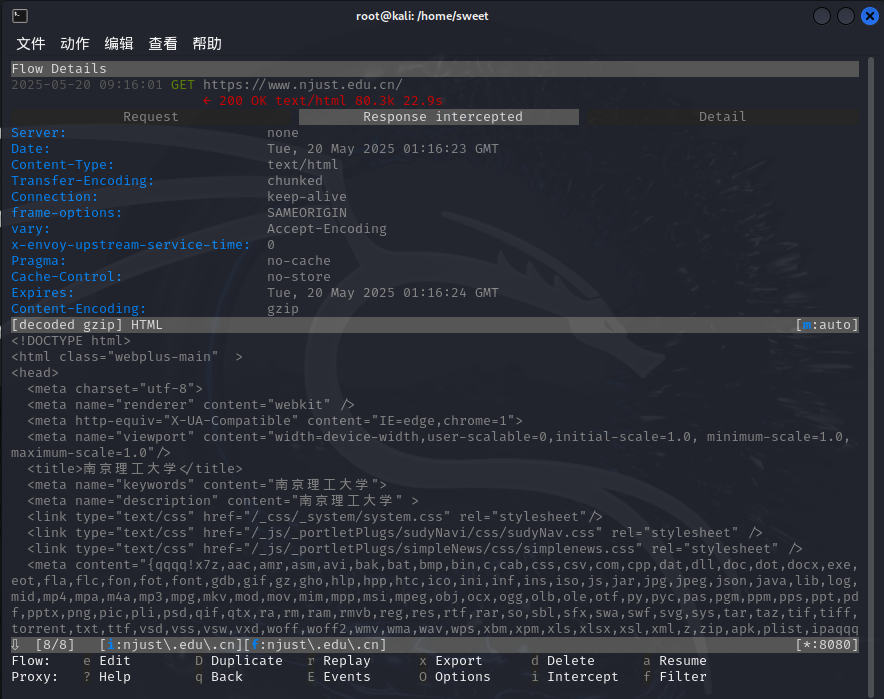 root@kali: /home/sweet
文件 动作 编辑 查看 帮助
Flow Details
2025-05-20 09:16:01 GET https://www.njust.edu.cn/
← 200 OK text/html 80.3k 22.9s
Request Response intercepted Detail
Server: none
Date: Tue, 20 May 2025 01:16:23 GMT
Content-Type: text/html
Transfer-Encoding: chunked
Connection: keep-alive
frame-options: SAMEORIGIN
vary: Accept-Encoding
x-envoy-upstream-service-time: 0
Pragma: no-cache
Cache-Control: no-store
Expires: Tue, 20 May 2025 01:16:24 GMT
Content-Encoding: gzip
[decoded gzip] HTML [m:auto]
<!DOCTYPE html>
<html class="webplus-main"  >
<head>
  <meta charset="utf-8">
  <meta name="renderer" content="webkit" />
  <meta http-equiv="X-UA-Compatible" content="IE=edge,chrome=1">
  <meta name="viewport" content="width=device-width,user-scalable=0,initial-scale=1.0, minimum-scale=1.0,
maximum-scale=1.0"/>
  <title>南京理工大学</title>
  <meta name="keywords" content="南京理工大学">
  <meta name="description" content="南京理工大学" >
  <link type="text/css" href="/_css/_system/system.css" rel="stylesheet"/>
  <link type="text/css" href="/_js/_portletPlugs/sudyNavi/css/sudyNav.css" rel="stylesheet" />
  <link type="text/css" href="/_js/_portletPlugs/simpleNews/css/simplenews.css" rel="stylesheet" />
  <meta content="{qqqq!x7z,aac,amr,asm,avi,bak,bat,bmp,bin,c,cab,css,csv,com,cpp,dat,dll,doc,dot,docx,exe,
eot,fla,flc,fon,fot,font,gdb,gif,gz,gho,hlp,hpp,htc,ico,ini,inf,ins,iso,js,jar,jpg,jpeg,json,java,lib,log,
mid,mp4,mpa,m4a,mp3,mpg,mkv,mod,mov,mim,mpp,msi,mpeg,obj,ocx,ogg,olb,ole,otf,py,pyc,pas,pgm,ppm,pps,ppt,pd
f,pptx,png,pic,pli,psd,qif,qtx,ra,rm,ram,rmvb,reg,res,rtf,rar,so,sbl,sfx,swa,swf,svg,sys,tar,taz,tif,tiff,
torrent,txt,ttf,vsd,vss,vsw,vxd,woff,woff2,wmv,wma,wav,wps,xbm,xpm,xls,xlsx,xsl,xml,z,zip,apk,plist,ipaqqq
⇩  [8/8]   [i:njust\.edu\.cn][f:njust\.edu\.cn] [*:8080]
Flow: e Edit D Duplicate r Replay x Export d Delete a Resume
Proxy: ? Help q Back E Events O Options i Intercept f Filter